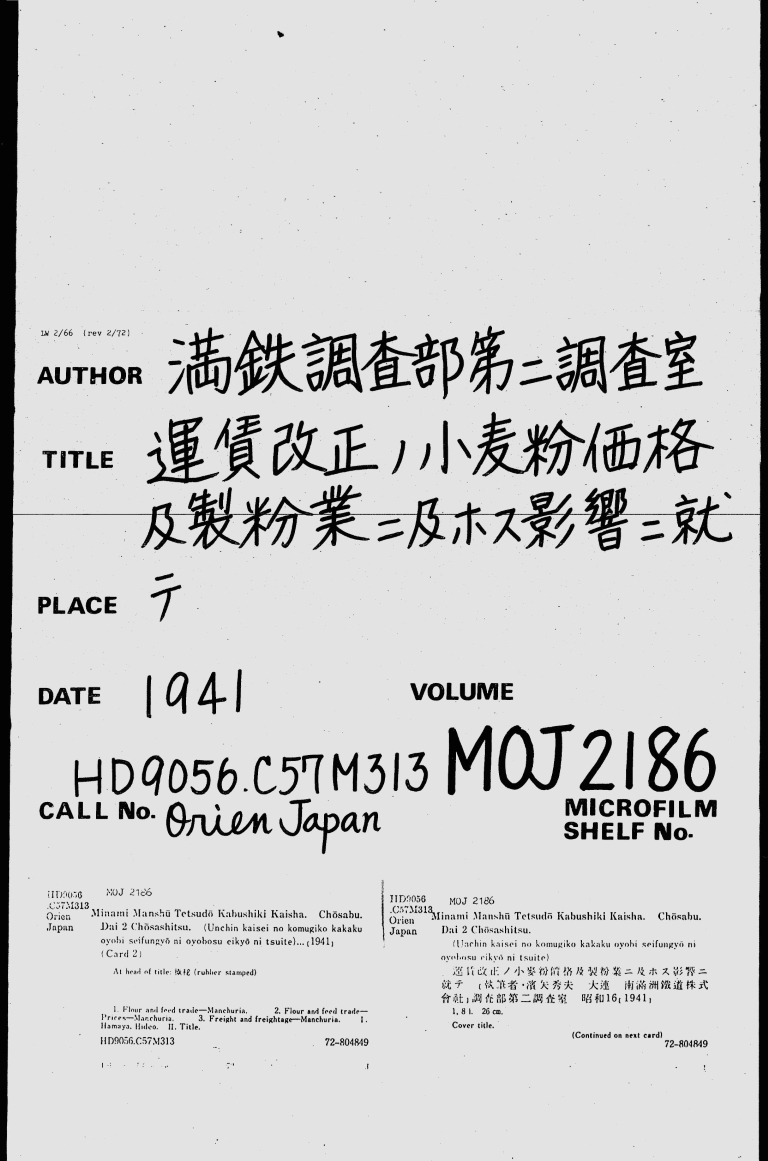 LW 2/66 (rev 2/72)
AUTHOR 満鉄調査部第二調査室
TITLE 運賃改正ノ小麦粉価格
及製粉業ニ及ホス影響ニ就
PLACE テ
DATE 1941 VOLUME
HD9056.C57M313 MOJ 2186
CALL No. Orien Japan MICROFILM
SHELF No.
HD9056 MOJ 2186
.C57M313
Orien Minami Manshū Tetsudō Kabushiki Kaisha. Chōsabu.
Japan Dai 2 Chōsashitsu. (Unchin kaisei no komugiko kakaku
oyobi seifungyō ni oyobosu eikyō ni tsuite)... [1941]
(Card 2)
At head of title: (rubber stamped)
1. Flour and feed trade—Manchuria. 2. Flour and feed trade—
Prices—Manchuria. 3. Freight and freightage—Manchuria. I.
Hamaya, Hideo. II. Title.
HD9056.C57M313 72-804849
HD9056 MOJ 2186
.C57M313
Orien Minami Manshū Tetsudō Kabushiki Kaisha. Chōsabu.
Japan Dai 2 Chōsashitsu.
(Unchin kaisei no komugiko kakaku oyobi seifungyō ni
oyobosu eikyō ni tsuite)
運賃改正ノ小麥粉價格及製粉業ニ及ホス影響ニ
就テ [執筆者・濱矢秀夫 大連 南滿洲鐵道株式
會社]調査部第二調査室 昭和16[1941]
1, 8 l. 26 cm.
Cover title.
(Continued on next card)
72-804849